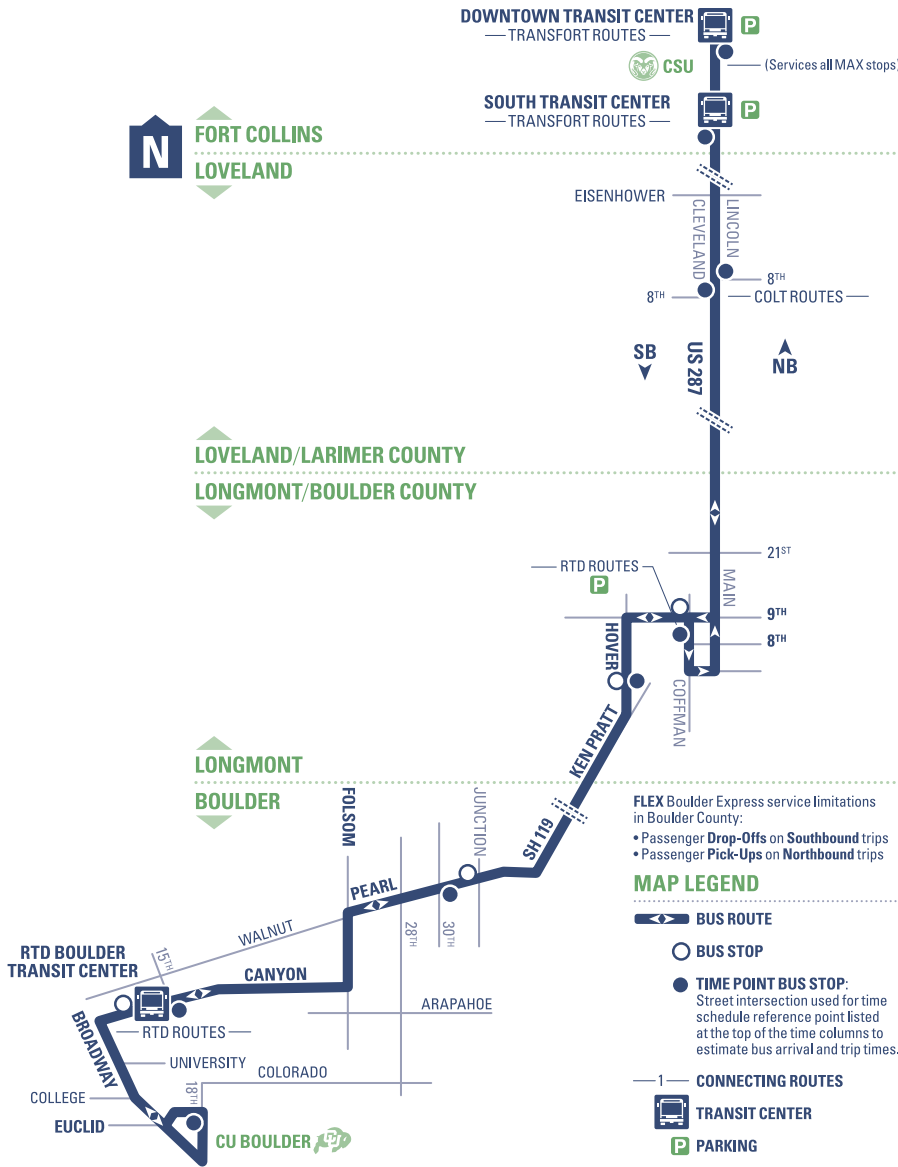 DOWNTOWN TRANSIT CENTER
TRANSFORT ROUTES
P
CSU
(Services all MAX stops)
SOUTH TRANSIT CENTER
TRANSFORT ROUTES
P
N
FORT COLLINS
LOVELAND
EISENHOWER
CLEVELAND
LINCOLN
8TH
8TH
COLT ROUTES
SB
US 287
NB
LOVELAND/LARIMER COUNTY
LONGMONT/BOULDER COUNTY
21ST
RTD ROUTES
P
MAIN
9TH
HOVER
8TH
COFFMAN
KEN PRATT
LONGMONT
BOULDER
FOLSOM
JUNCTION
SH 119
FLEX Boulder Express service limitations
in Boulder County:
• Passenger Drop-Offs on Southbound trips
• Passenger Pick-Ups on Northbound trips
MAP LEGEND
BUS ROUTE
BUS STOP
TIME POINT BUS STOP:
Street intersection used for time
schedule reference point listed
at the top of the time columns to
estimate bus arrival and trip times.
1 CONNECTING ROUTES
TRANSIT CENTER
P PARKING
PEARL
28TH
30TH
WALNUT
RTD BOULDER
TRANSIT CENTER
15TH
CANYON
ARAPAHOE
RTD ROUTES
BROADWAY
UNIVERSITY
COLORADO
18TH
COLLEGE
EUCLID
CU BOULDER
CU